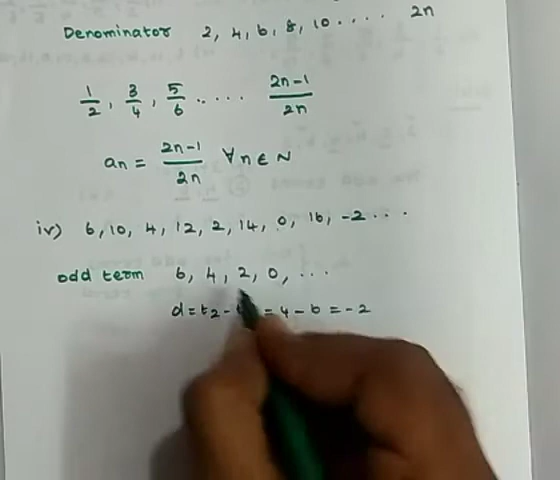 Denominator 2, 4, 6, 8, 10 . . . . 2n
1/2, 3/4, 5/6 ..... 2n-1/2n
an = 2n-1/2n ∀n∈N
iv) 6, 10, 4, 12, 2, 14, 0, 16, -2 . . .
odd term 6, 4, 2, 0, . . .
d = t2 - = 4 - 6 = -2